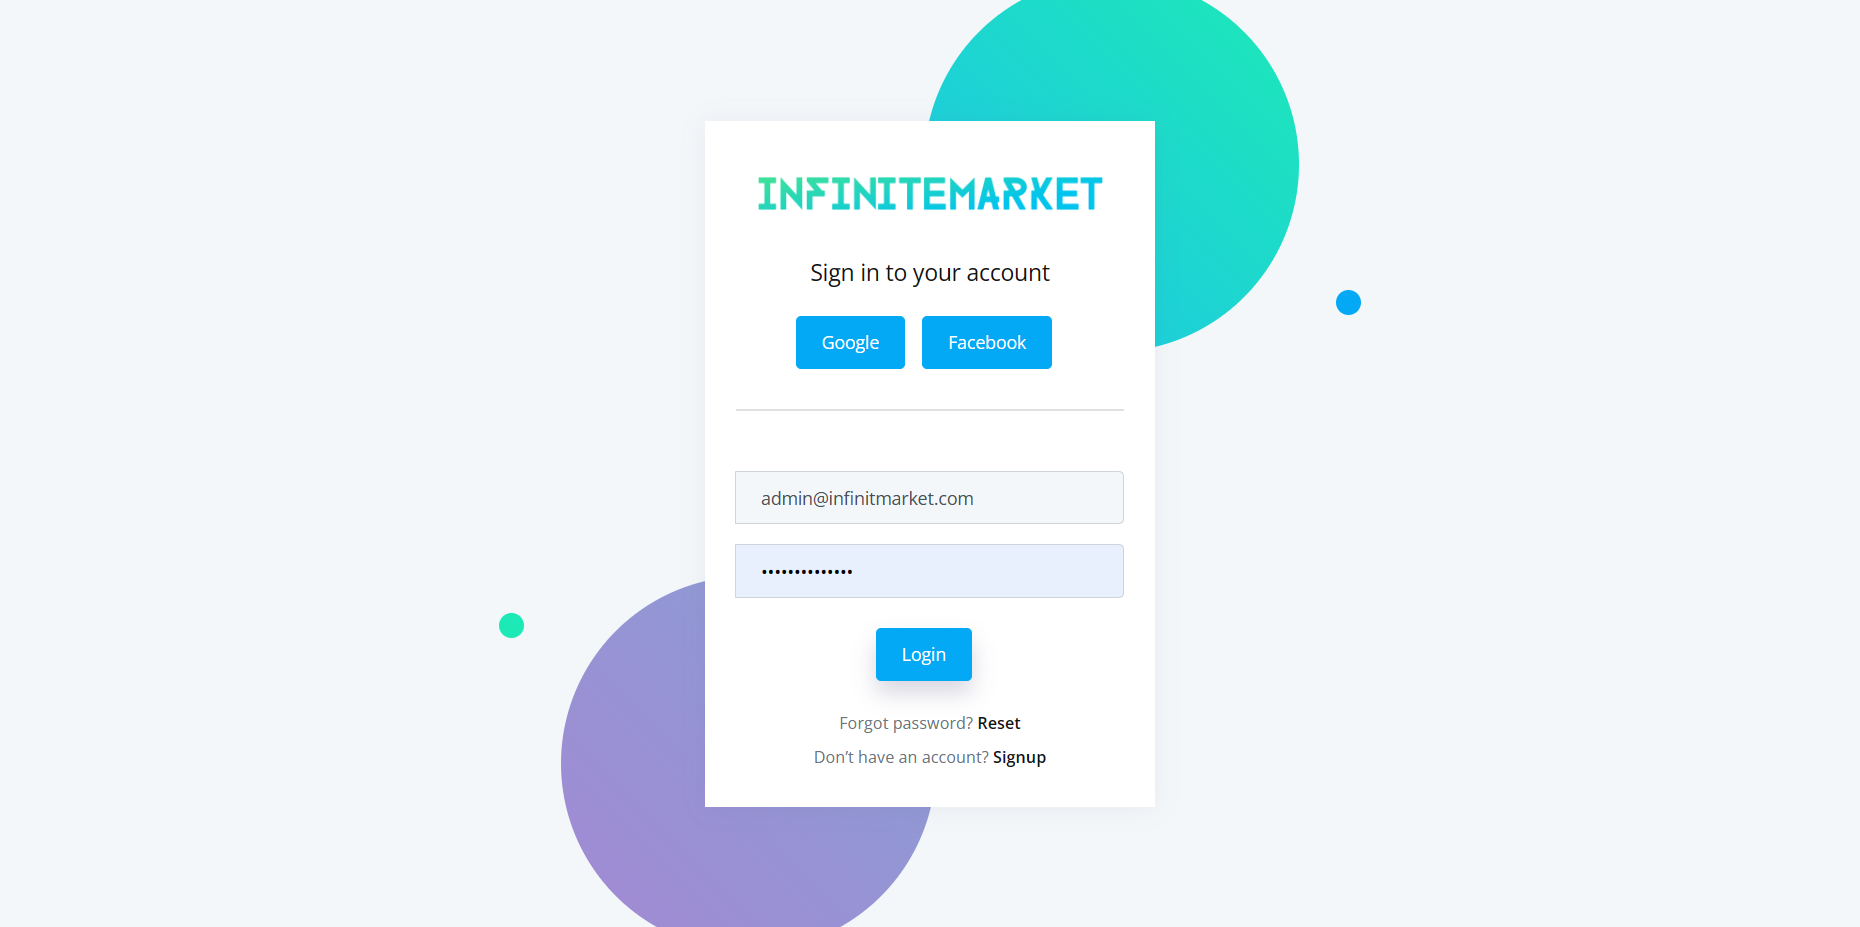 INFINITEMARKET
Sign in to your account
Google Facebook
admin@infinitmarket.com
••••••••••••••
Login
Forgot password? Reset
Don't have an account? Signup